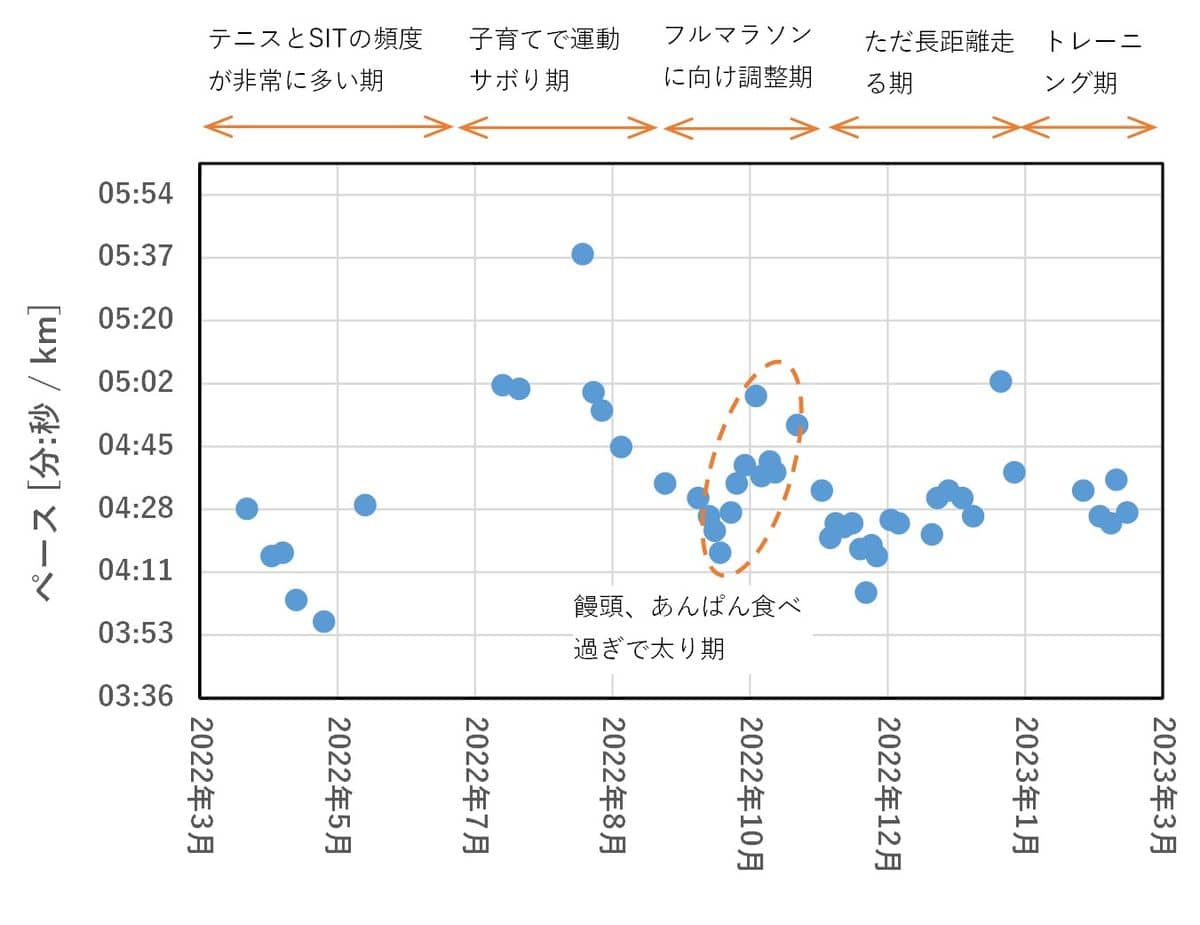 テニスとSITの頻度
が非常に多い期
子育てで運動
サボり期
フルマラソン
に向け調整期
ただ長距離走
る期
トレーニ
ング期
ペース [分:秒 / km]
05:54
05:37
05:20
05:02
04:45
04:28
04:11
03:53
03:36
饅頭、あんぱん食べ
過ぎで太り期
2022年3月
2022年5月
2022年7月
2022年8月
2022年10月
2022年12月
2023年1月
2023年3月